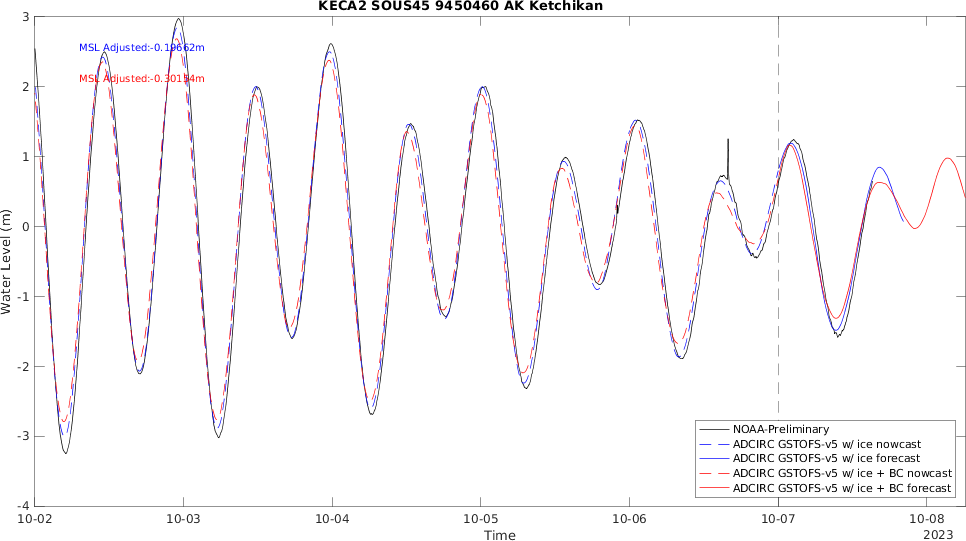 KECA2 SOUS45 9450460 AK Ketchikan
MSL Adjusted:-0.19662m
MSL Adjusted:-0.30154m
Water Level (m)
3
2
1
0
-1
-2
-3
-4
NOAA-Preliminary
ADCIRC GSTOFS-v5 w/ ice nowcast
ADCIRC GSTOFS-v5 w/ ice forecast
ADCIRC GSTOFS-v5 w/ ice + BC nowcast
ADCIRC GSTOFS-v5 w/ ice + BC forecast
10-02 10-03 10-04 10-05 10-06 10-07 10-08
Time
2023